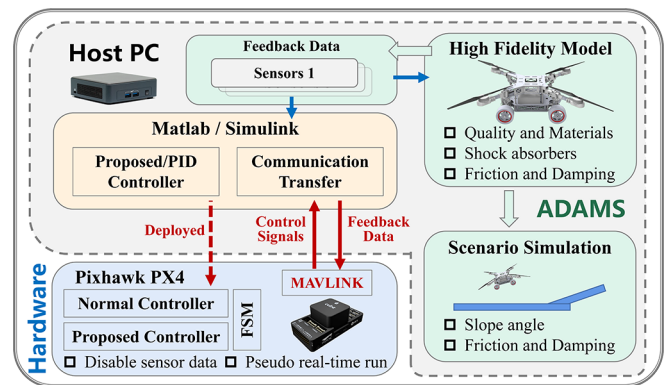 Host PC
Feedback Data
Sensors 1
High Fidelity Model
Quality and Materials
Shock absorbers
Friction and Damping
Matlab / Simulink
Proposed/PID
Controller
Communication
Transfer
ADAMS
Deployed
Control
Signals
Feedback
Data
Scenario Simulation
Slope angle
Friction and Damping
Hardware
Pixhawk PX4
Normal Controller
Proposed Controller
FSM
MAVLINK
Disable sensor data
Pseudo real-time run